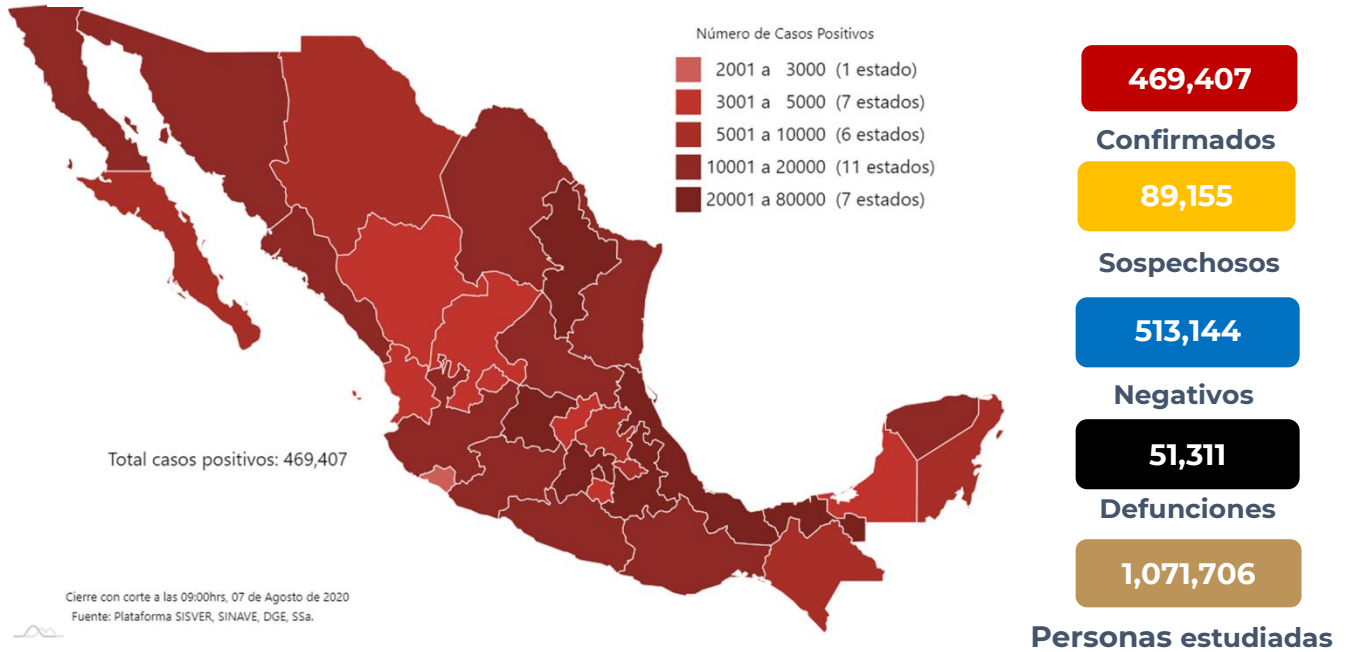 Número de Casos Positivos
2001 a 3000 (1 estado)
3001 a 5000 (7 estados)
5001 a 10000 (6 estados)
10001 a 20000 (11 estados)
20001 a 80000 (7 estados)
Total casos positivos: 469,407
Cierre con corte a las 09:00hrs, 07 de Agosto de 2020
Fuente: Plataforma SISVER, SINAVE, DGE, SSa.
469,407
Confirmados
89,155
Sospechosos
513,144
Negativos
51,311
Defunciones
1,071,706
Personas estudiadas